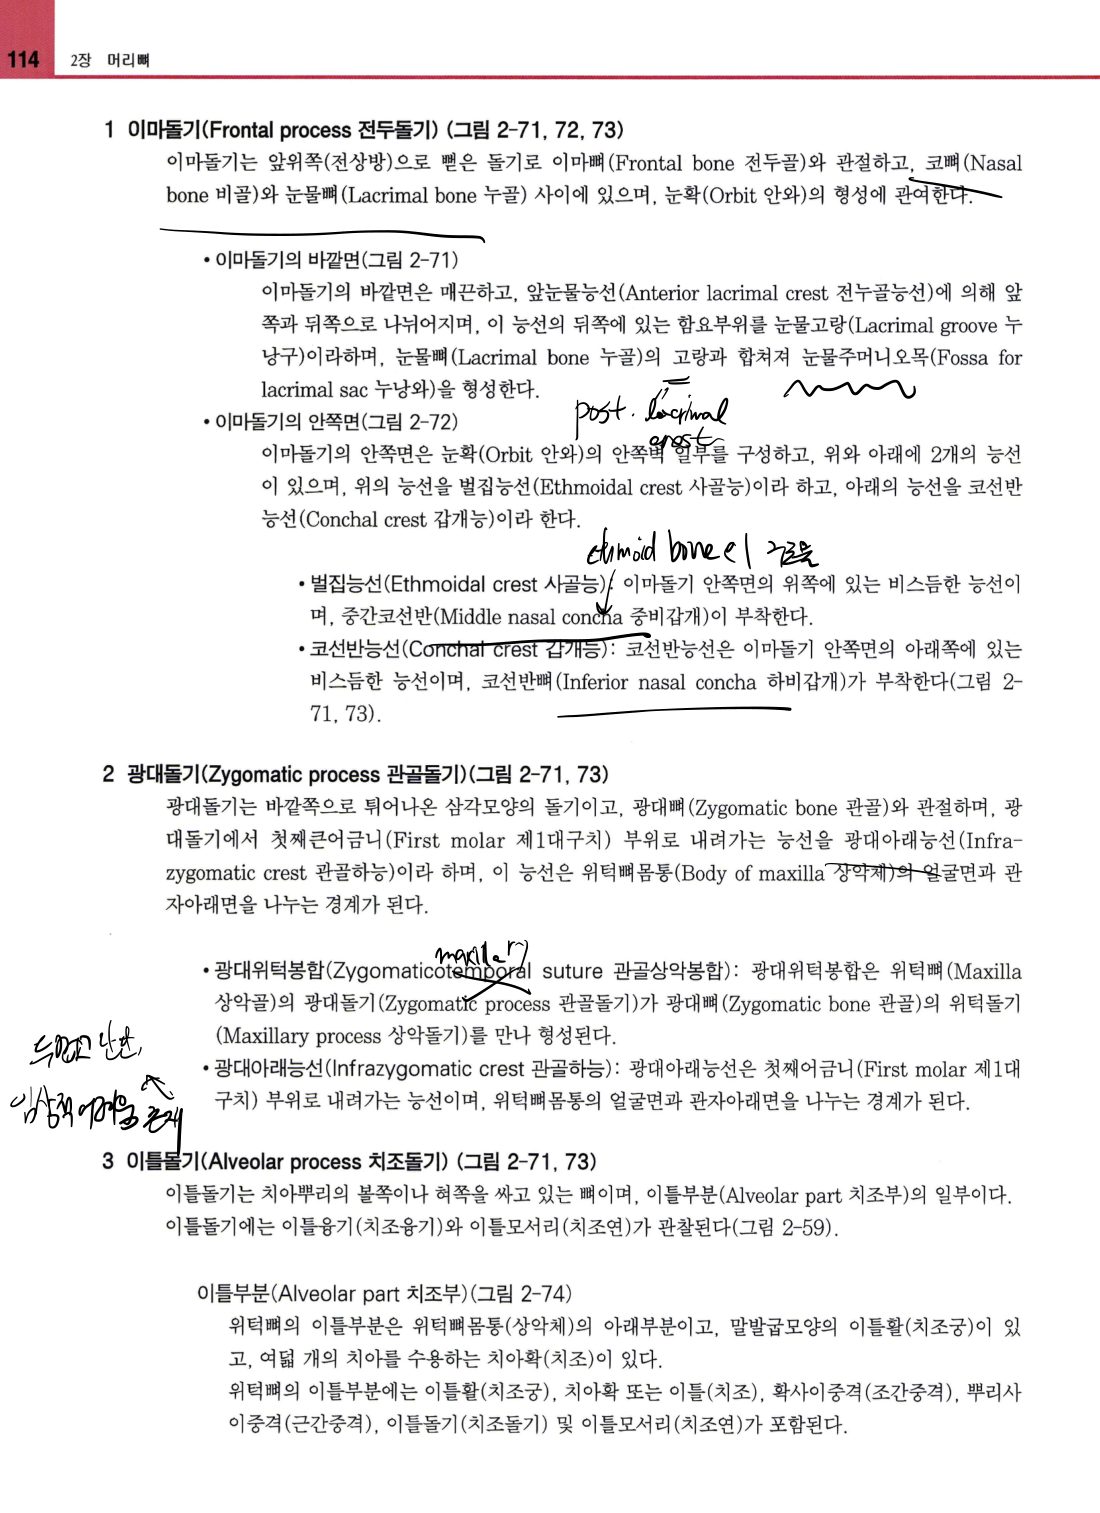 114 2장 머리뼈
1 이마돌기(Frontal process 전두돌기) (그림 2-71, 72, 73)
이마돌기는 앞위쪽(전상방)으로 뻗은 돌기로 이마뼈(Frontal bone 전두골)와 관절하고, 코뼈(Nasal
bone 비골)와 눈물뼈(Lacrimal bone 누골) 사이에 있으며, 눈확(Orbit 안와)의 형성에 관여한다.
• 이마돌기의 바깥면(그림 2-71)
이마돌기의 바깥면은 매끈하고, 앞눈물능선(Anterior lacrimal crest 전누골능선)에 의해 앞
쪽과 뒤쪽으로 나뉘어지며, 이 능선의 뒤쪽에 있는 함요부위를 눈물고랑(Lacrimal groove 누
낭구)이라하며, 눈물뼈(Lacrimal bone 누골)의 고랑과 합쳐져 눈물주머니오목(Fossa for
lacrimal sac 누낭와)을 형성한다.
post. lacrimal
• 이마돌기의 안쪽면(그림 2-72)
이마돌기의 안쪽면은 눈확(Orbit 안와)의 안쪽벽 일부를 구성하고, 위와 아래에 2개의 능선
이 있으며, 위의 능선을 벌집능선(Ethmoidal crest 사골능)이라 하고, 아래의 능선을 코선반
능선(Conchal crest 갑개능)이라 한다.
ethmoid bone의
• 벌집능선(Ethmoidal crest 사골능): 이마돌기 안쪽면의 위쪽에 있는 비스듬한 능선이
며, 중간코선반(Middle nasal concha 중비갑개)이 부착한다.
• 코선반능선(Conchal crest 갑개능): 코선반능선은 이마돌기 안쪽면의 아래쪽에 있는
비스듬한 능선이며, 코선반뼈(Inferior nasal concha 하비갑개)가 부착한다(그림 2-
71, 73).
2 광대돌기(Zygomatic process 관골돌기)(그림 2-71, 73)
광대돌기는 바깥쪽으로 튀어나온 삼각모양의 돌기이고, 광대뼈(Zygomatic bone 관골)와 관절하며, 광
대돌기에서 첫째큰어금니(First molar 제1대구치) 부위로 내려가는 능선을 광대아래능선(Infra-
zygomatic crest 관골하능)이라 하며, 이 능선은 위턱뼈몸통(Body of maxilla 상악체)의 얼굴면과 관
자아래면을 나누는 경계가 된다.
maxillary
• 광대위턱봉합(Zygomaticotemporal suture 관골상악봉합): 광대위턱봉합은 위턱뼈(Maxilla
상악골)의 광대돌기(Zygomatic process 관골돌기)가 광대뼈(Zygomatic bone 관골)의 위턱돌기
(Maxillary process 상악돌기)를 만나 형성된다.
• 광대아래능선(Infrazygomatic crest 관골하능): 광대아래능선은 첫째어금니(First molar 제1대
구치) 부위로 내려가는 능선이며, 위턱뼈몸통의 얼굴면과 관자아래면을 나누는 경계가 된다.
두껍고 단단,
임상적 어려움 존재
3 이틀돌기(Alveolar process 치조돌기) (그림 2-71, 73)
이틀돌기는 치아뿌리의 볼쪽이나 혀쪽을 싸고 있는 뼈이며, 이틀부분(Alveolar part 치조부)의 일부이다.
이틀돌기에는 이틀융기(치조융기)와 이틀모서리(치조연)가 관찰된다(그림 2-59).
이틀부분(Alveolar part 치조부)(그림 2-74)
위턱뼈의 이틀부분은 위턱뼈몸통(상악체)의 아래부분이고, 말발굽모양의 이틀활(치조궁)이 있
고, 여덟 개의 치아를 수용하는 치아확(치조)이 있다.
위턱뼈의 이틀부분에는 이틀활(치조궁), 치아확 또는 이틀(치조), 확사이중격(조간중격), 뿌리사
이중격(근간중격), 이틀돌기(치조돌기) 및 이틀모서리(치조연)가 포함된다.